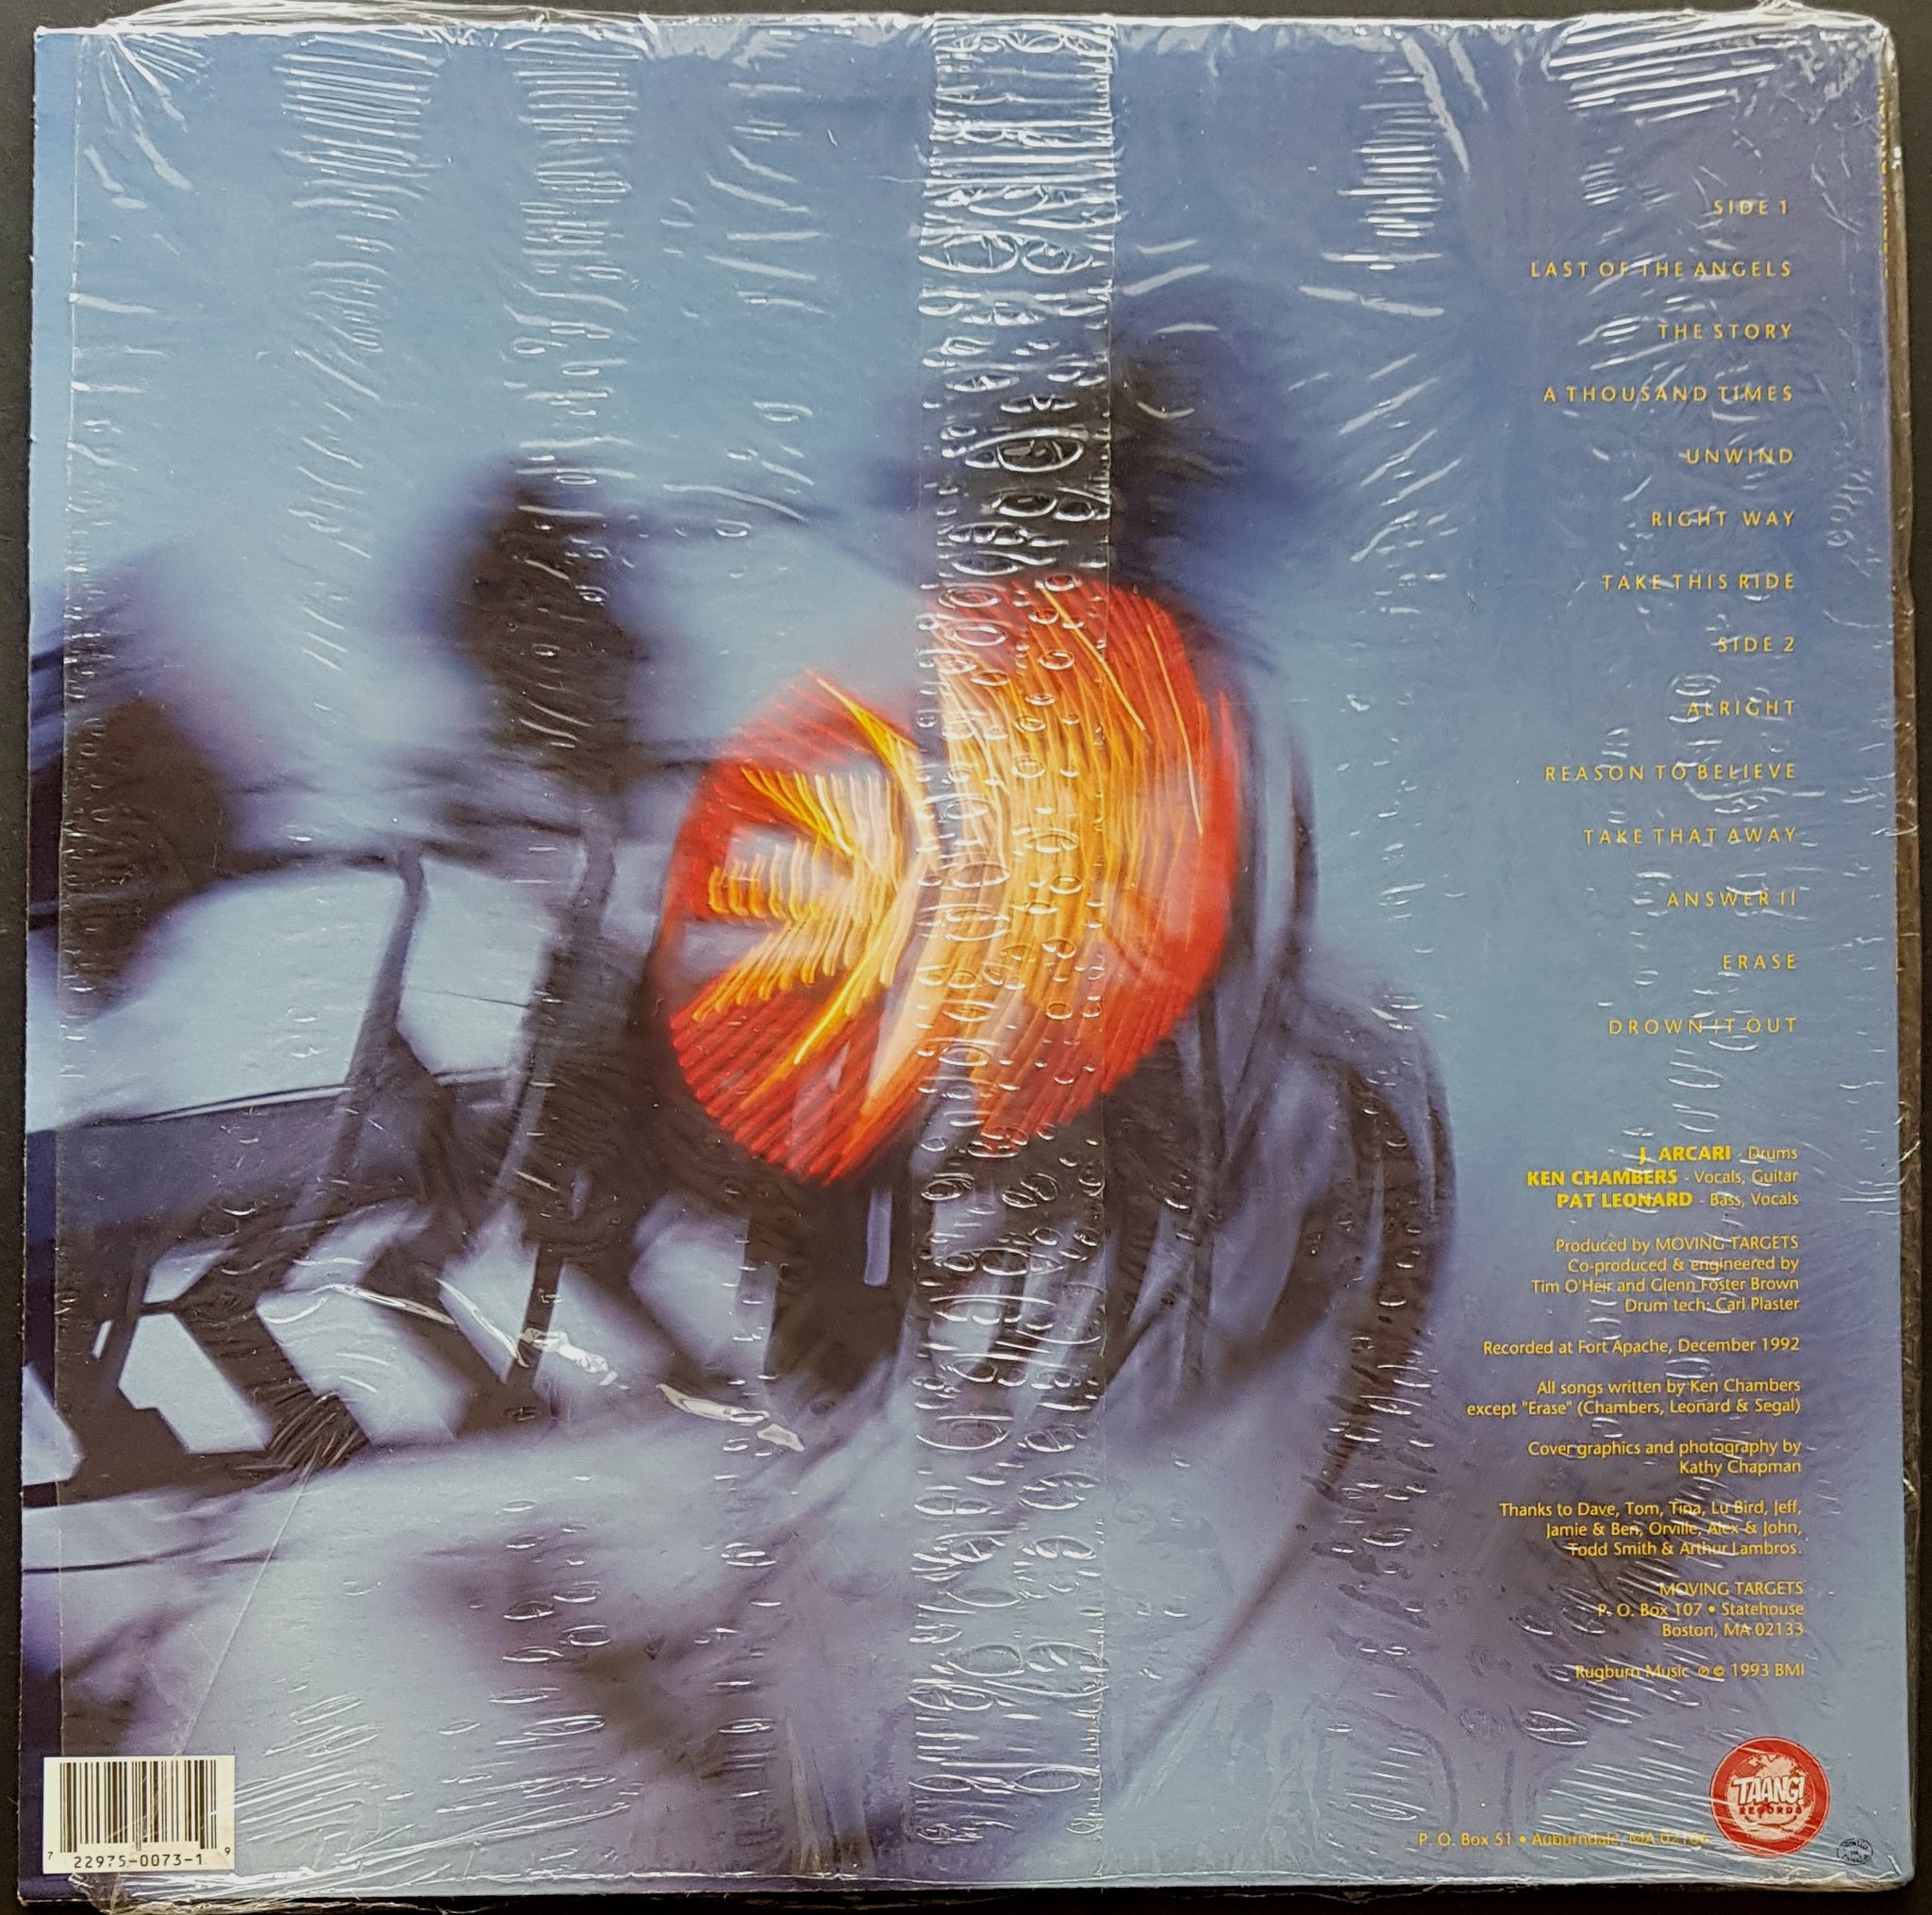 SIDE 1
LAST OF THE ANGELS
THE STORY
A THOUSAND TIMES
UNWIND
RIGHT WAY
TAKE THIS RIDE
SIDE 2
ALRIGHT
REASON TO BELIEVE
TAKE THAT AWAY
ANSWER II
ERASE
DROWN IT OUT
J. ARCARI - Drums
KEN CHAMBERS - Vocals, Guitar
PAT LEONARD - Bass, Vocals
Produced by MOVING TARGETS
Co-produced & engineered by
Tim O'Heir and Glenn Foster Brown
Drum tech: Carl Plaster
Recorded at Fort Apache, December 1992
All songs written by Ken Chambers
except "Erase" (Chambers, Leonard & Segal)
Cover graphics and photography by
Kathy Chapman
Thanks to Dave, Tom, Tina, Lu Bird, Jeff,
Jamie & Ben, Orville, Alex & John,
Todd Smith & Arthur Lambros.
MOVING TARGETS
P. O. Box 107 • Statehouse
Boston, MA 02133
Rugburn Music ℗ © 1993 BMI
TAANG!
RECORDS
P. O. Box 51 • Auburndale, MA
7 22975-0073-1 9